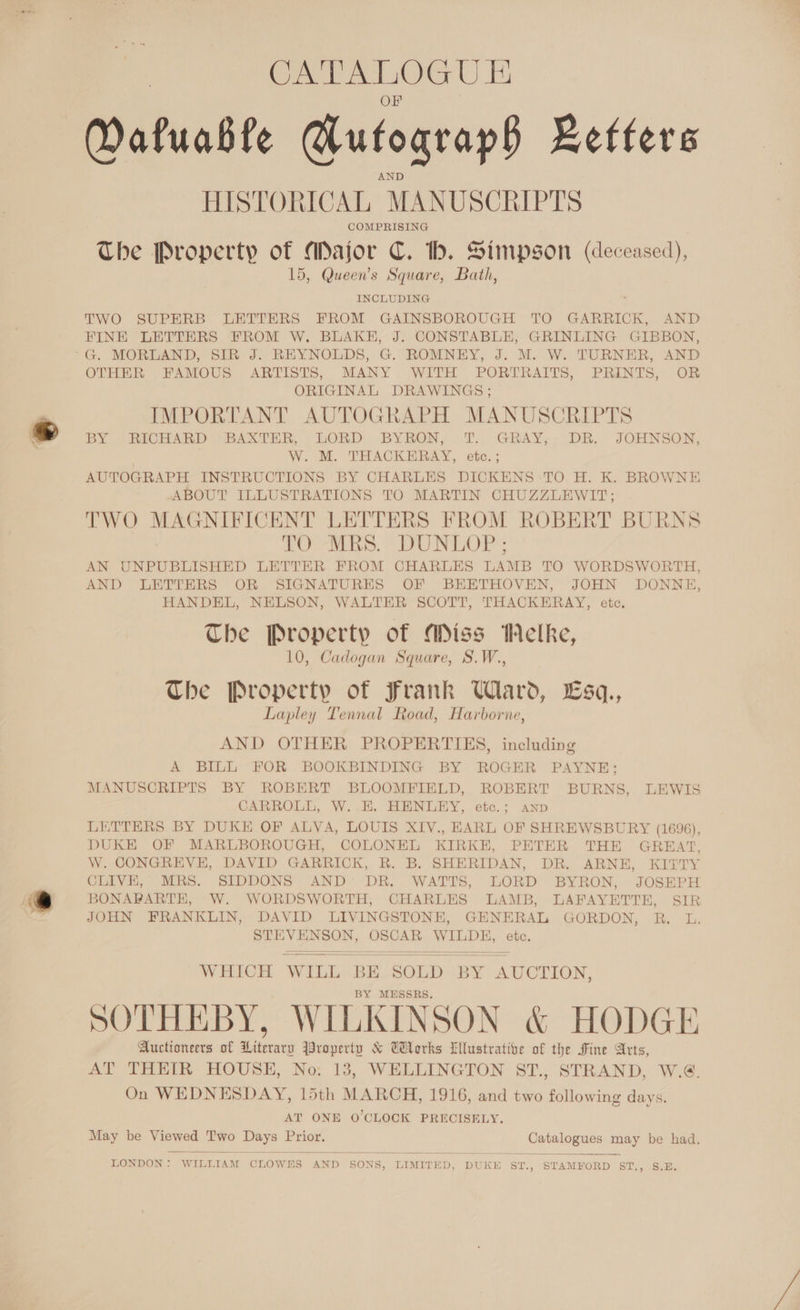 CATALOGUE
OF
Valuable Autograph Letters
AND
HISTORICAL MANUSCRIPTS
COMPRISING
The Property of Major C. H. Simpson (deceased),
15, Queen's Square, Bath,
INCLUDING
TWO SUPERB LETTERS FROM GAINSBOROUGH TO GARRICK, AND
FINE LETTERS FROM W. BLAKE, J. CONSTABLE, GRINLING GIBBON,
G. MORLAND, SIR J. REYNOLDS, G. ROMNEY, J. M. W. TURNER, AND
OTHER FAMOUS ARTISTS, MANY WITH PORTRAITS, PRINTS, OR
ORIGINAL DRAWINGS;
IMPORTANT AUTOGRAPH MANUSCRIPTS
BY RICHARD BAXTER, LORD BYRON, T. GRAY, DR. JOHNSON,
W. M. THACKERAY, etc.;
AUTOGRAPH INSTRUCTIONS BY CHARLES DICKENS TO H. K. BROWNE
ABOUT ILLUSTRATIONS TO MARTIN CHUZZLEWIT;
TWO MAGNIFICENT LETTERS FROM ROBERT BURNS
TO MRS. DUNLOP;
AN UNPUBLISHED LETTER FROM CHARLES LAMB TO WORDSWORTH,
AND LETTERS OR SIGNATURES OF BEETHOVEN, JOHN DONNE,
HANDEL, NELSON, WALTER SCOTT, THACKERAY, etc.
The Property of Miss Melke,
10, Cadogan Square, S.W.,
The Property of Frank Ward, Esq.,
Lapley Tennal Road, Harborne,
AND OTHER PROPERTIES, including
A BILL FOR BOOKBINDING BY ROGER PAYNE;
MANUSCRIPTS BY ROBERT BLOOMFIELD, ROBERT BURNS, LEWIS
CARROLL, W. E. HENLEY, etc.; AND
LETTERS BY DUKE OF ALVA, LOUIS XIV., EARL OF SHREWSBURY (1696),
DUKE OF MARLBOROUGH, COLONEL KIRKE, PETER THE GREAT,
W. CONGREVE, DAVID GARRICK, R. B. SHERIDAN, DR. ARNE, KITTY
CLIVE, MRS. SIDDONS AND DR. WATTS, LORD BYRON, JOSEPH
BONAPARTE, W. WORDSWORTH, CHARLES LAMB, LAFAYETTE, SIR
JOHN FRANKLIN, DAVID LIVINGSTONE, GENERAL GORDON, R. L.
STEVENSON, OSCAR WILDE, etc.
WHICH WILL BE SOLD BY AUCTION,
BY MESSRS.
SOTHEBY, WILKINSON & HODGE
Auctioneers of Literary Property & Works Illustrative of the Fine Arts,
AT THEIR HOUSE, No. 13, WELLINGTON ST., STRAND, W.C.
On WEDNESDAY, 15th MARCH, 1916, and two following days.
AT ONE O'CLOCK PRECISELY.
May be Viewed Two Days Prior. Catalogues may be had.
LONDON: WILLIAM CLOWES AND SONS, LIMITED, DUKE ST., STAMFORD ST., S.E.